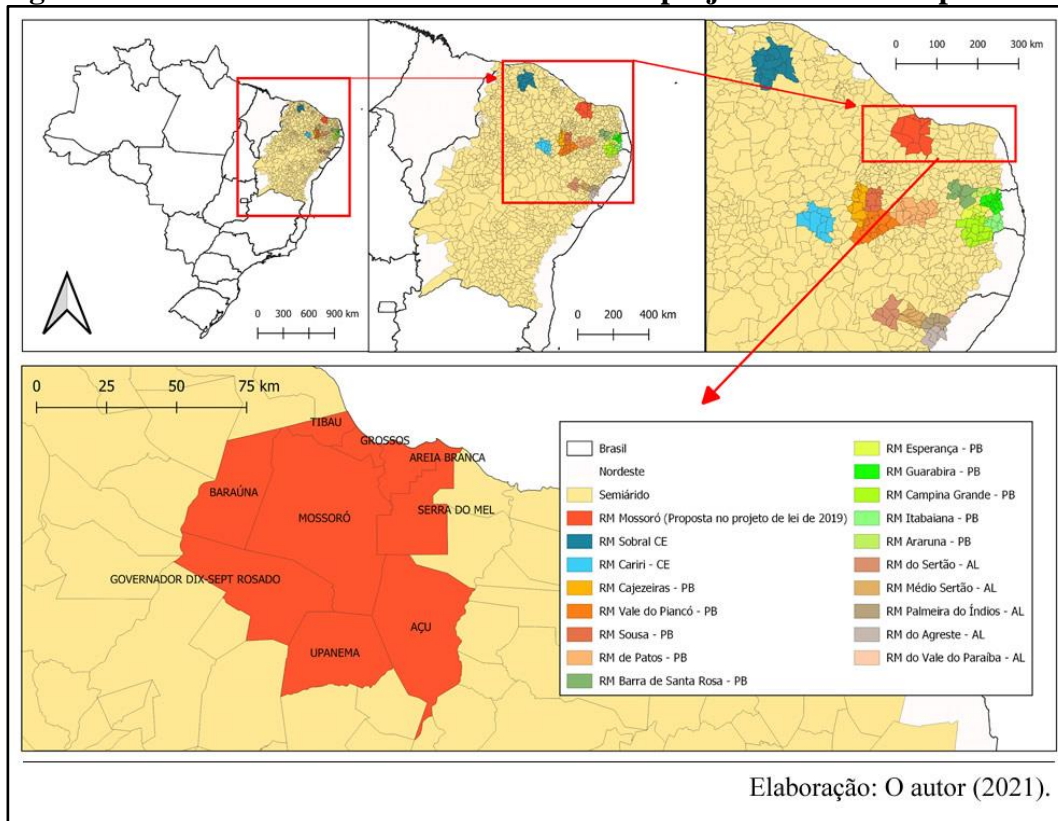 0 300 600 900 km
0 200 400 km
0 100 200 300 km
0 25 50 75 km
TIBAU
GROSSOS
AREIA BRANCA
BARAÚNA
SERRA DO MEL
MOSSORÓ
GOVERNADOR DIX-SEPT ROSADO
AÇU
UPANEMA
Brasil
Nordeste
Semiárido
RM Mossoró (Proposta no projeto de lei de 2019)
RM Sobral CE
RM Cariri - CE
RM Cajezeiras - PB
RM Vale do Piancó - PB
RM Sousa - PB
RM de Patos - PB
RM Barra de Santa Rosa - PB
RM Esperança - PB
RM Guarabira - PB
RM Campina Grande - PB
RM Itabaiana - PB
RM Araruna - PB
RM do Sertão - AL
RM Médio Sertão - AL
RM Palmeira do Índios - AL
RM do Agreste - AL
RM do Vale do Paraíba - AL
Elaboração: O autor (2021).